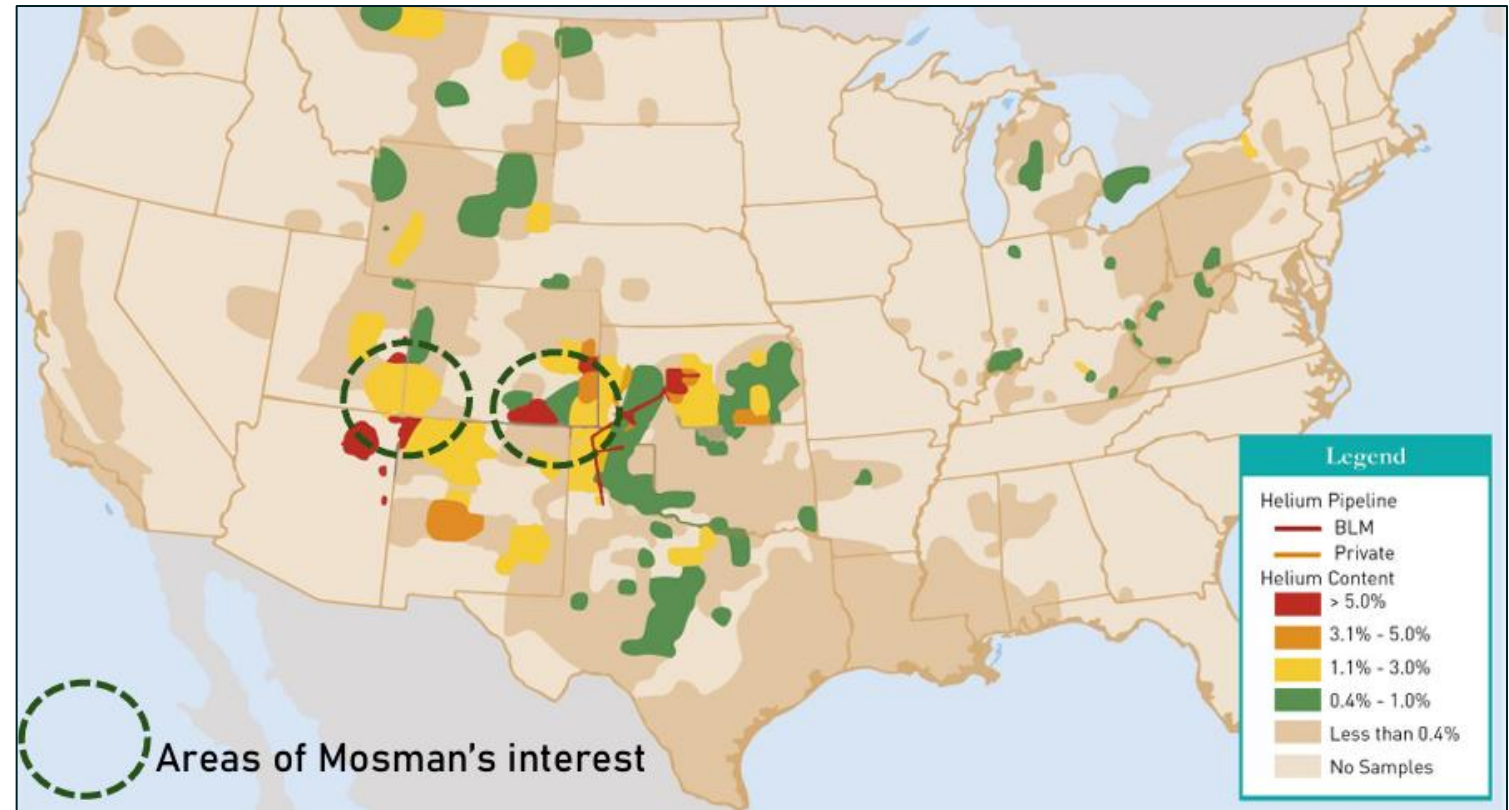 Legend
Helium Pipeline
BLM
Private
Helium Content
> 5.0%
3.1% - 5.0%
1.1% - 3.0%
0.4% - 1.0%
Less than 0.4%
No Samples
Areas of Mosman's interest